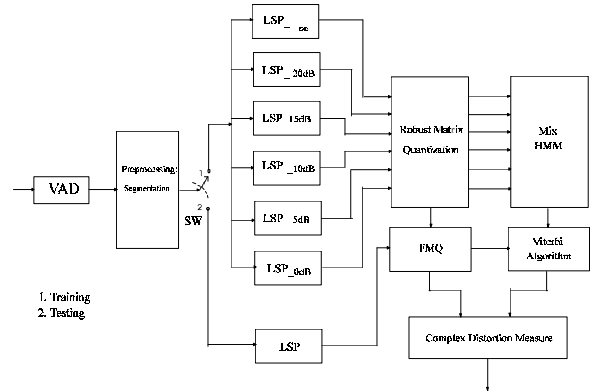 LSP_
LSP_20dB
LSP_15dB
LSP_10dB
LSP_5dB
LSP_0dB
LSP
VAD
Preprocessing:
Segmentation
1
2
SW
Robust Matrix
Quantization
Mix
HMM
FMQ
Viterbi
Algorithm
Complex Distortion Measure
1. Training
2. Testing